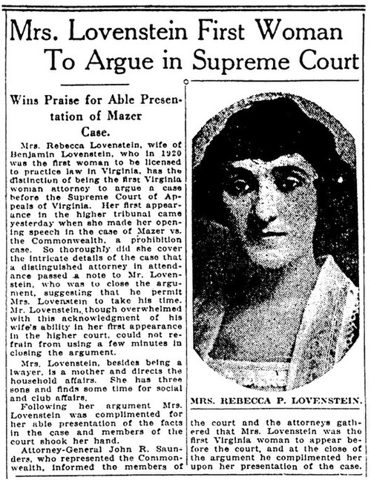 Mrs. Lovenstein First Woman
To Argue in Supreme Court
Wins Praise for Able Presen-
tation of Mazer
Case.
Mrs. Rebecca Lovenstein, wife of
Benjamin Lovenstein, who in 1920
was the first woman to be licensed
to practice law in Virginia, has the
distinction of being the first Virginia
woman attorney to argue a case
before the Supreme Court of Ap-
peals of Virginia. Her first appear-
ance in the higher tribunal came
yesterday when she made her open-
ing speech in the case of Mazer vs.
the Commonwealth, a prohibition
case. So thoroughly did she cover
the intricate details of the case that
a distinguished attorney in attend-
ance passed a note to Mr. Loven-
stein, who was to close the argu-
ment, suggesting that he permit
Mrs. Lovenstein to take his time.
Mr. Lovenstein, though overwhelmed
with this acknowledgment of his
wife's ability in her first appearance
in the higher court, could not re-
frain from using a few minutes in
closing the argument.
Mrs. Lovenstein, besides being a
lwayer, is a mother and directs the
household affairs. She has three
sons and finds some time for social
and club affairs.
Following her argument Mrs.
Lovenstein was complimented for
her able presentation of the facts
in the case and members of the
court shook her hand.
Attorney-General John R. Saun-
ders, who represented the Common-
wealth, informed the members of
MRS. REBECCA P. LOVENSTEIN.
the court and the attorneys gath-
ered that Mrs. Lovenstein was the
first Virginia woman to appear be-
fore the court, and at the close of
the argument he complimented her
upon her presentation of the case.